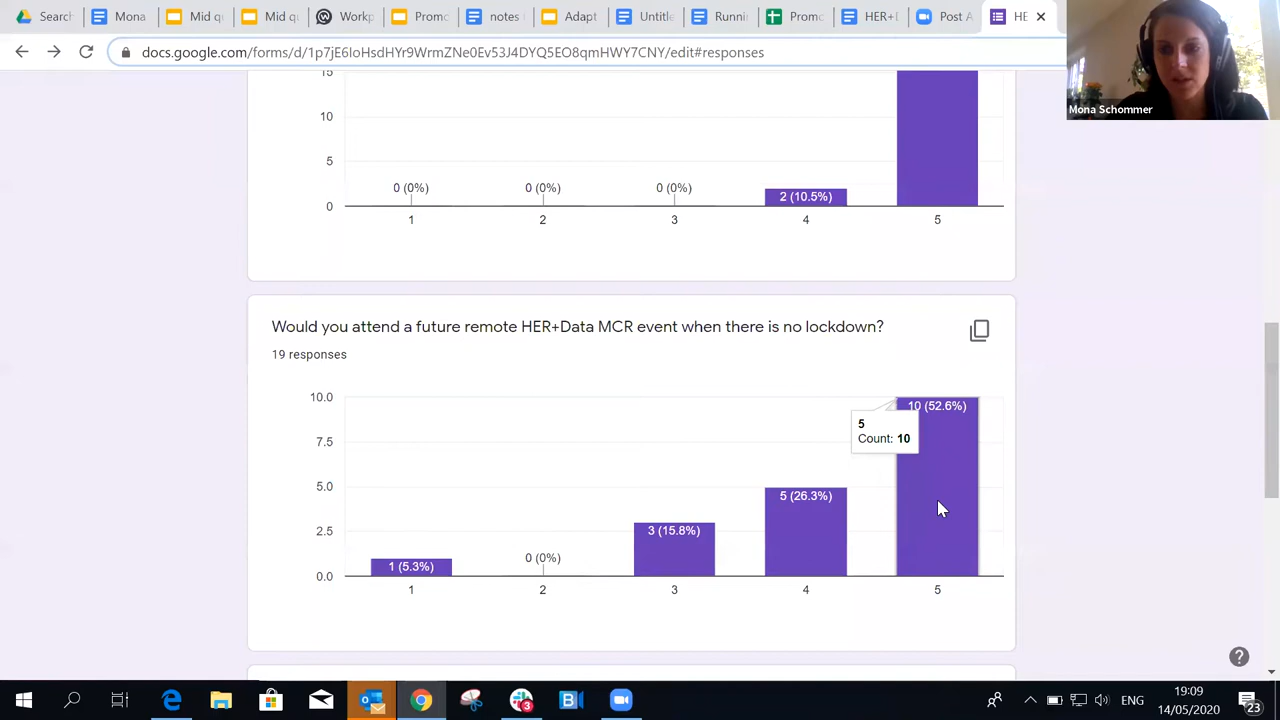 Search
Mono
Mid q
Mid
Workp
Promo
notes
Adapt
Untitle
Runni
Promo
HER+D
Post A
HE
docs.google.com/forms/d/1p7jE6IoHsdHYr9WrmZNe0Ev53J4DYQ5EO8qmHWY7CNY/edit#responses
Mona Schommer
15
10
5
0
0 (0%)
0 (0%)
0 (0%)
2 (10.5%)
1
2
3
4
5
Would you attend a future remote HER+Data MCR event when there is no lockdown?
19 responses
10.0
7.5
5.0
2.5
0.0
1 (5.3%)
0 (0%)
3 (15.8%)
5 (26.3%)
10 (52.6%)
5
Count: 10
1
2
3
4
5
ENG
19:09
14/05/2020
3
23